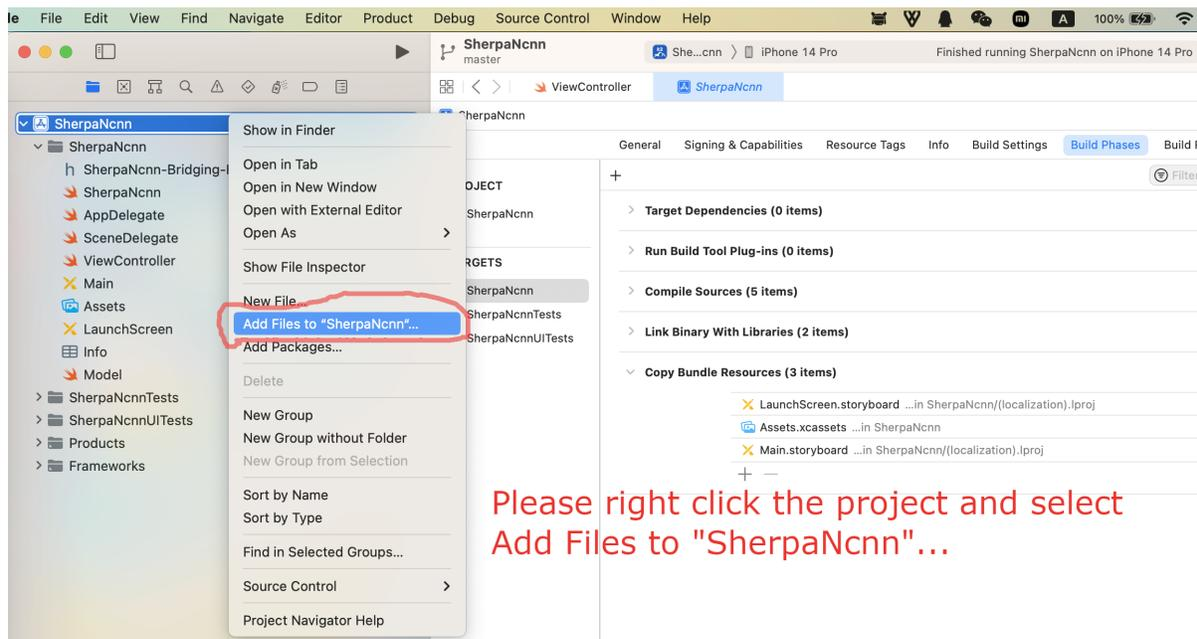 File Edit View Find Navigate Editor Product Debug Source Control Window Help A 100%
SherpaNcnn
master
She...cnn iPhone 14 Pro Finished running SherpaNcnn on iPhone 14 Pro
ViewController SherpaNcnn
SherpaNcnn
SherpaNcnn
SherpaNcnn
SherpaNcnn-Bridging-
SherpaNcnn
AppDelegate
SceneDelegate
ViewController
Main
Assets
LaunchScreen
Info
Model
SherpaNcnnTests
SherpaNcnnUITests
Products
Frameworks
Show in Finder
Open in Tab
Open in New Window
Open with External Editor
Open As
Show File Inspector
New File...
Add Files to “SherpaNcnn”...
Add Packages...
Delete
New Group
New Group without Folder
New Group from Selection
Sort by Name
Sort by Type
Find in Selected Groups...
Source Control
Project Navigator Help
OJECT
SherpaNcnn
RGETS
SherpaNcnn
SherpaNcnnTests
SherpaNcnnUITests
General Signing & Capabilities Resource Tags Info Build Settings Build Phases Build
Filter
Target Dependencies (0 items)
Run Build Tool Plug-ins (0 items)
Compile Sources (5 items)
Link Binary With Libraries (2 items)
Copy Bundle Resources (3 items)
LaunchScreen.storyboard ...in SherpaNcnn/(localization).lproj
Assets.xcassets ...in SherpaNcnn
Main.storyboard ...in SherpaNcnn/(localization).lproj
Please right click the project and select
Add Files to "SherpaNcnn"...